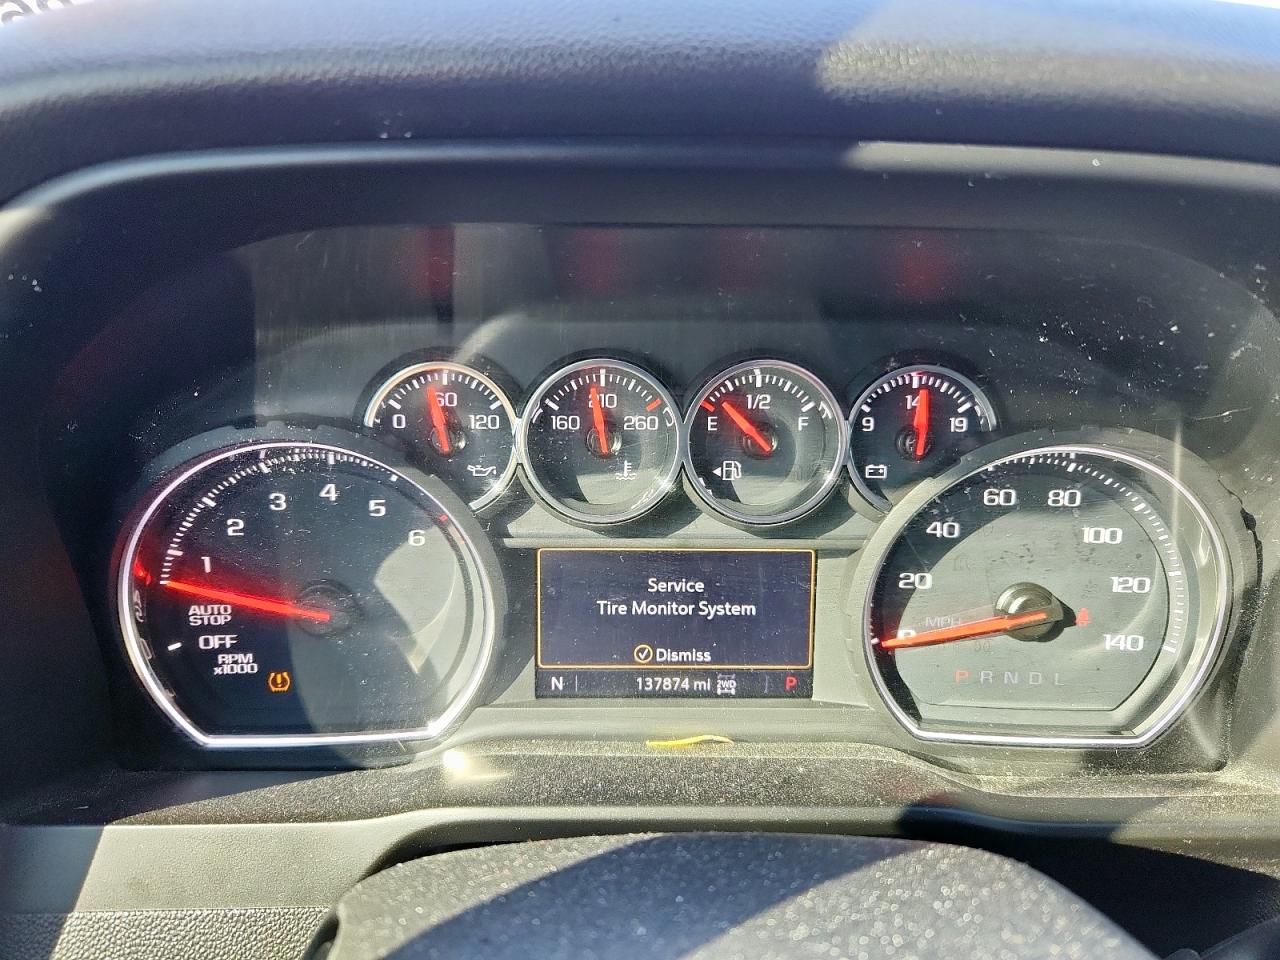 0 60 120
160 210 260
E 1/2 F
9 14 19
1 2 3 4 5 6
AUTO
STOP
OFF
RPM
x1000
Service
Tire Monitor System
Dismiss
N 137874 mi 2WD P
0 20 40 60 80 100 120 140
MPH
P R N D L